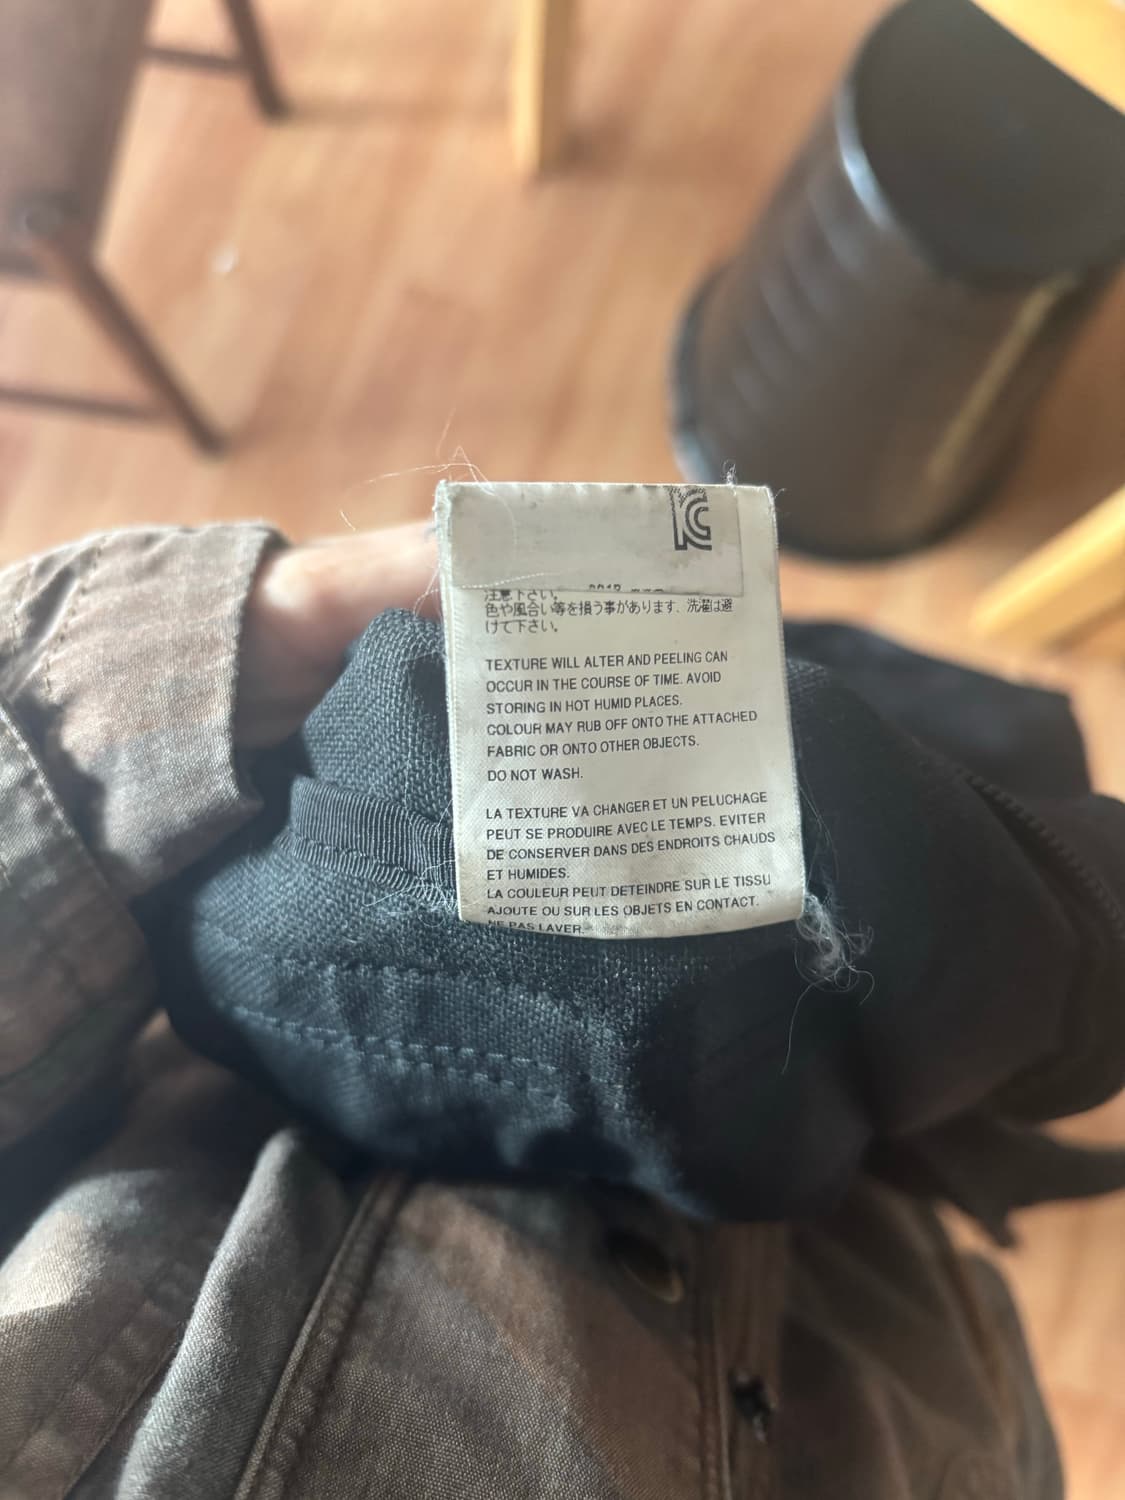 注意下さい。
色や風合い等を損う事があります。洗濯は避
けて下さい。
TEXTURE WILL ALTER AND PEELING CAN
OCCUR IN THE COURSE OF TIME. AVOID
STORING IN HOT HUMID PLACES.
COLOUR MAY RUB OFF ONTO THE ATTACHED
FABRIC OR ONTO OTHER OBJECTS.
DO NOT WASH.
LA TEXTURE VA CHANGER ET UN PELUCHAGE
PEUT SE PRODUIRE AVEC LE TEMPS. EVITER
DE CONSERVER DANS DES ENDROITS CHAUDS
ET HUMIDES.
LA COULEUR PEUT DETEINDRE SUR LE TISSU
AJOUTE OU SUR LES OBJETS EN CONTACT.
NE PAS LAVER.